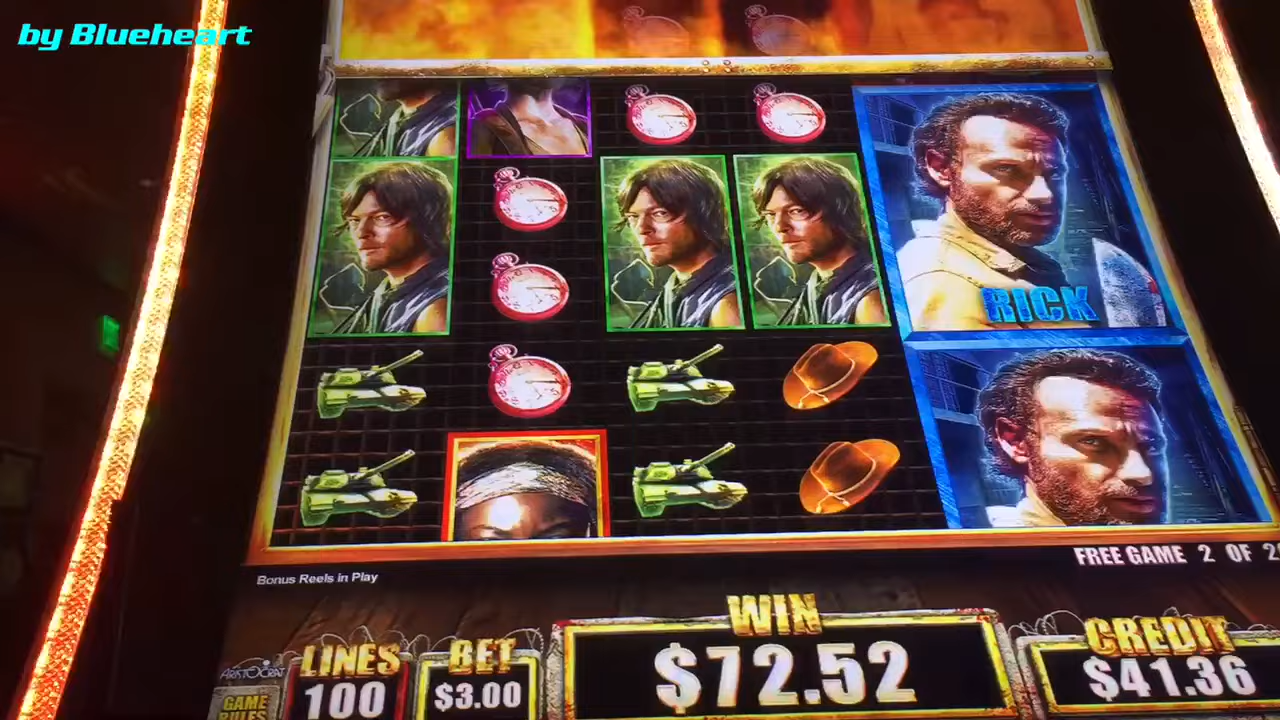 by Blueheart
RICK
FREE GAME 2 OF
Bonus Reels in Play
WIN
LINES
BET
CREDIT
ARISTOCRAT
100
$3.00
$72.52
$41.36
GAME
RULES